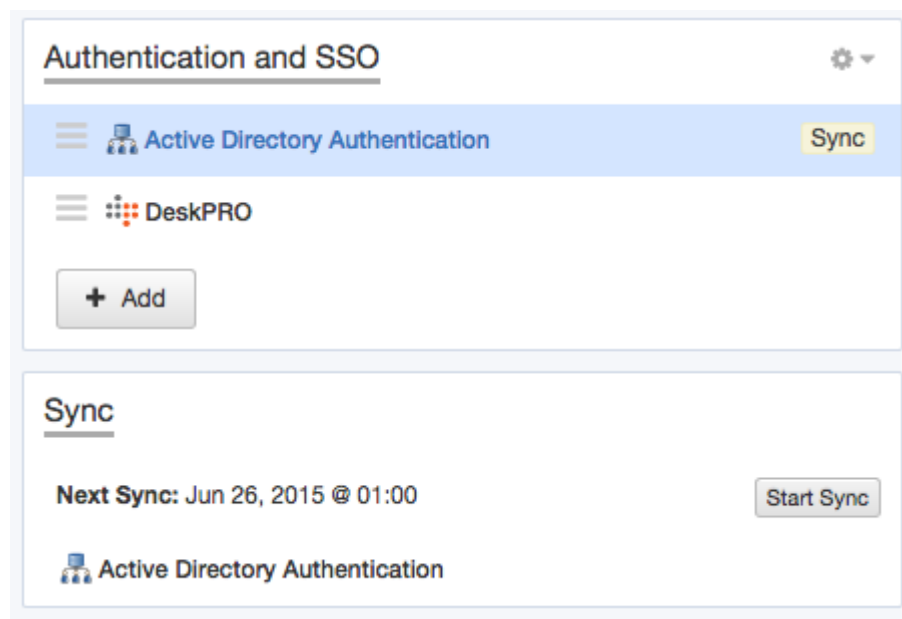 Authentication and SSO
Active Directory Authentication Sync
DeskPRO
+ Add
Sync
Next Sync: Jun 26, 2015 @ 01:00 Start Sync
Active Directory Authentication